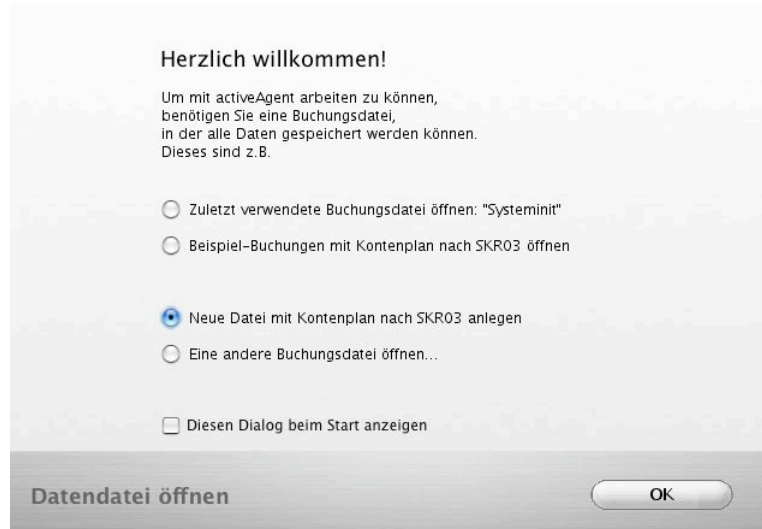 Herzlich willkommen!
Um mit activeAgent arbeiten zu können,
benötigen Sie eine Buchungsdatei,
in der alle Daten gespeichert werden können.
Dieses sind z.B.
Zuletzt verwendete Buchungsdatei öffnen: "Systeminit"
Beispiel-Buchungen mit Kontenplan nach SKR03 öffnen
Neue Datei mit Kontenplan nach SKR03 anlegen
Eine andere Buchungsdatei öffnen...
Diesen Dialog beim Start anzeigen
Datendatei öffnen
OK